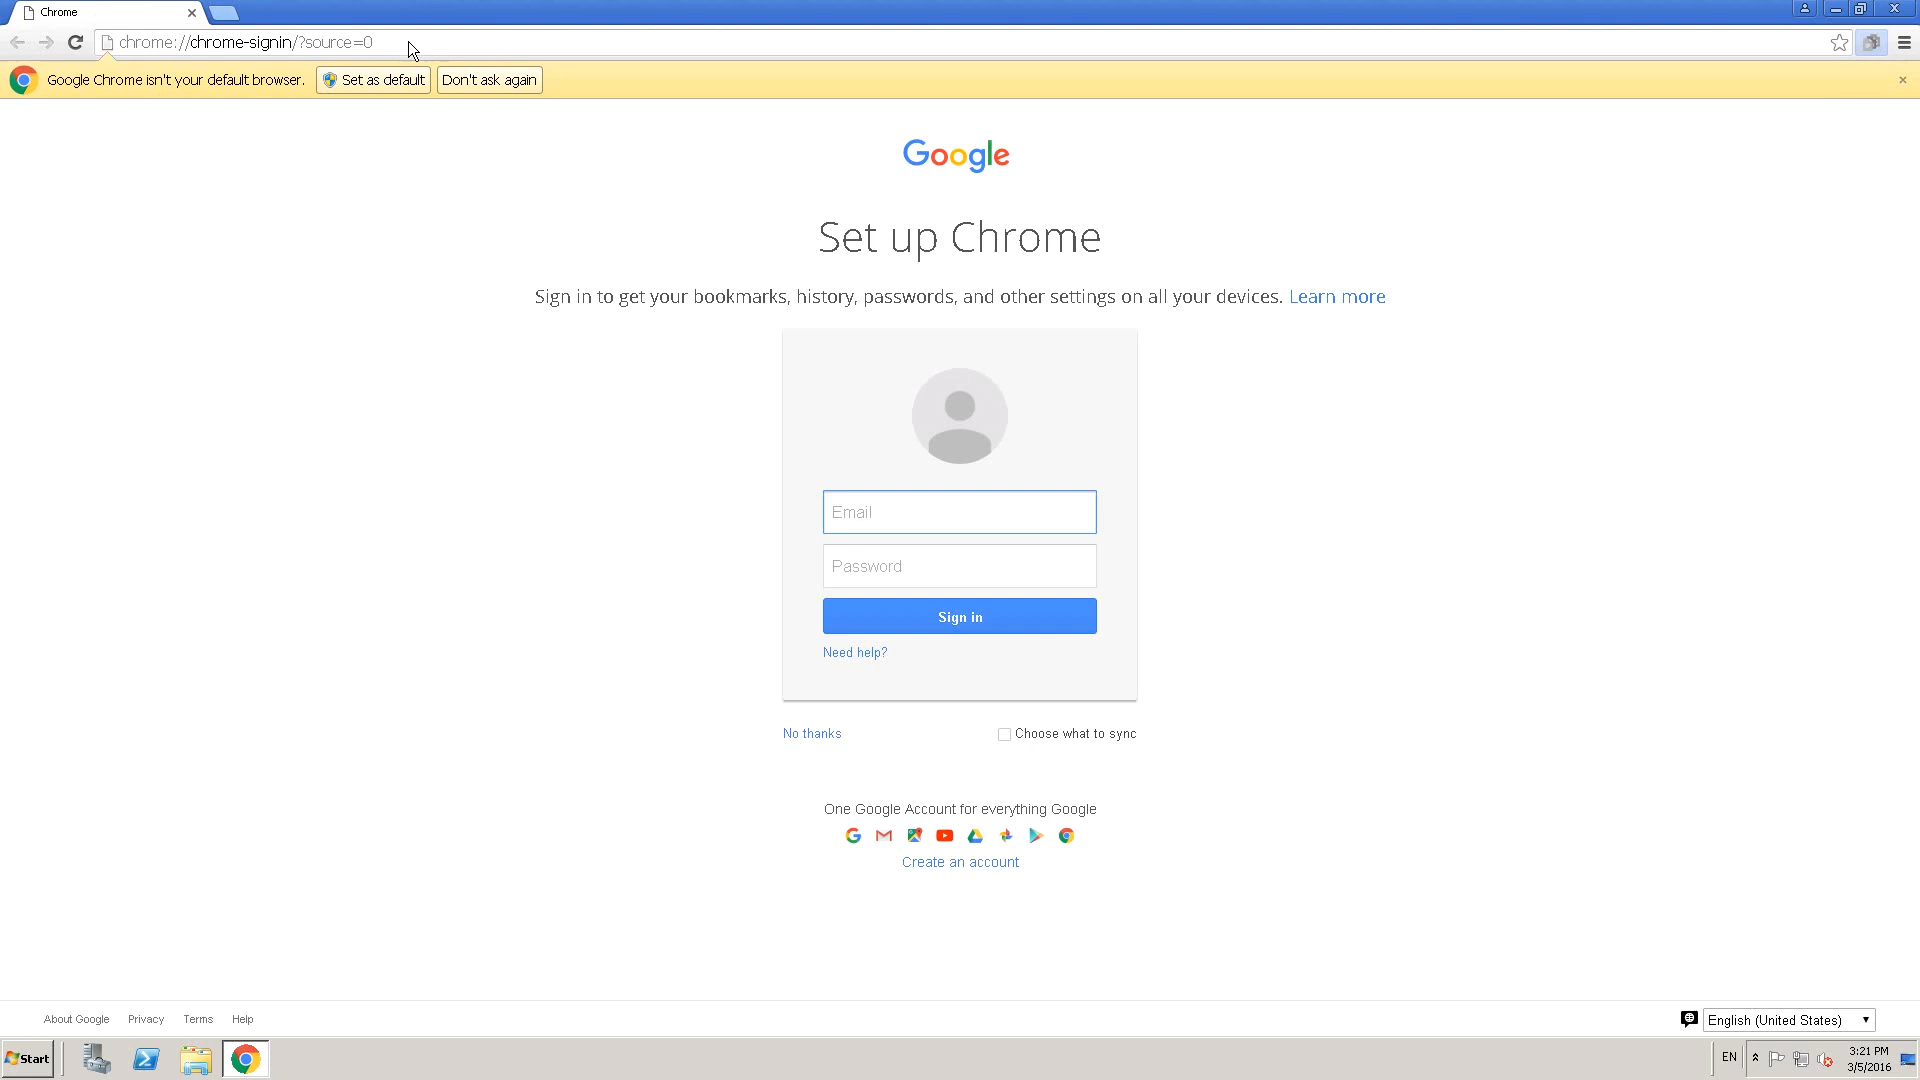 Chrome
chrome://chrome-signin/?source=0
Google Chrome isn't your default browser. Set as default Don't ask again
Google
Set up Chrome
Sign in to get your bookmarks, history, passwords, and other settings on all your devices. Learn more
Email
Password
Sign in
Need help?
No thanks Choose what to sync
One Google Account for everything Google
Create an account
About Google Privacy Terms Help
English (United States)
Start
EN
3:21 PM
3/5/2016